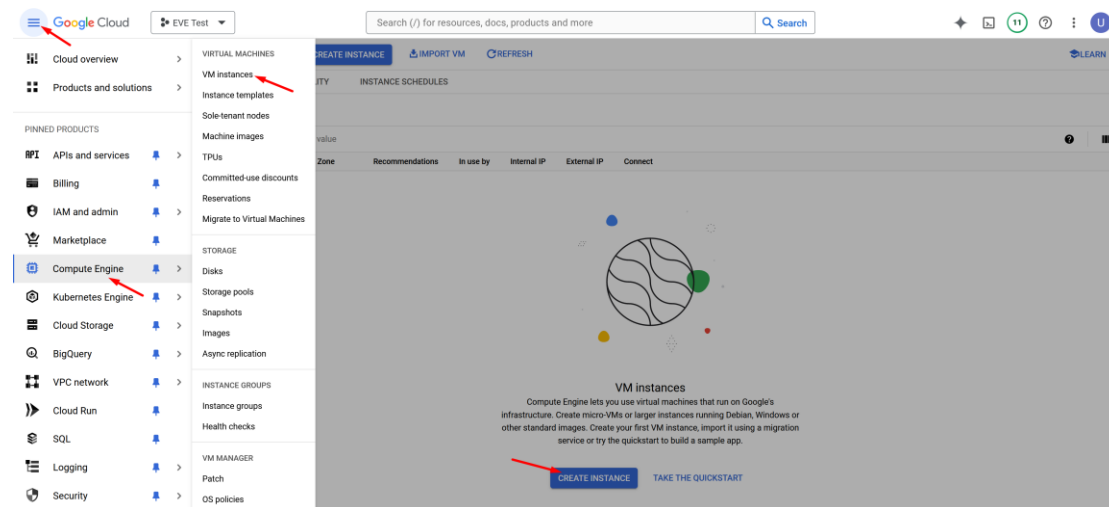 Google Cloud
EVE Test
Search (/) for resources, docs, products and more
Search
11
U
Cloud overview
Products and solutions
PINNED PRODUCTS
API
APIs and services
Billing
IAM and admin
Marketplace
Compute Engine
Kubernetes Engine
Cloud Storage
BigQuery
VPC network
Cloud Run
SQL
Logging
Security
VIRTUAL MACHINES
VM instances
Instance templates
Sole-tenant nodes
Machine images
TPUs
Committed-use discounts
Reservations
Migrate to Virtual Machines
STORAGE
Disks
Storage pools
Snapshots
Images
Async replication
INSTANCE GROUPS
Instance groups
Health checks
VM MANAGER
Patch
OS policies
CREATE INSTANCE
IMPORT VM
REFRESH
LEARN
INSTANCE SCHEDULES
value
Zone Recommendations In use by Internal IP External IP Connect
VM instances
Compute Engine lets you use virtual machines that run on Google's
infrastructure. Create micro-VMs or larger instances running Debian, Windows or
other standard images. Create your first VM instance, import it using a migration
service or try the quickstart to build a sample app.
CREATE INSTANCE
TAKE THE QUICKSTART